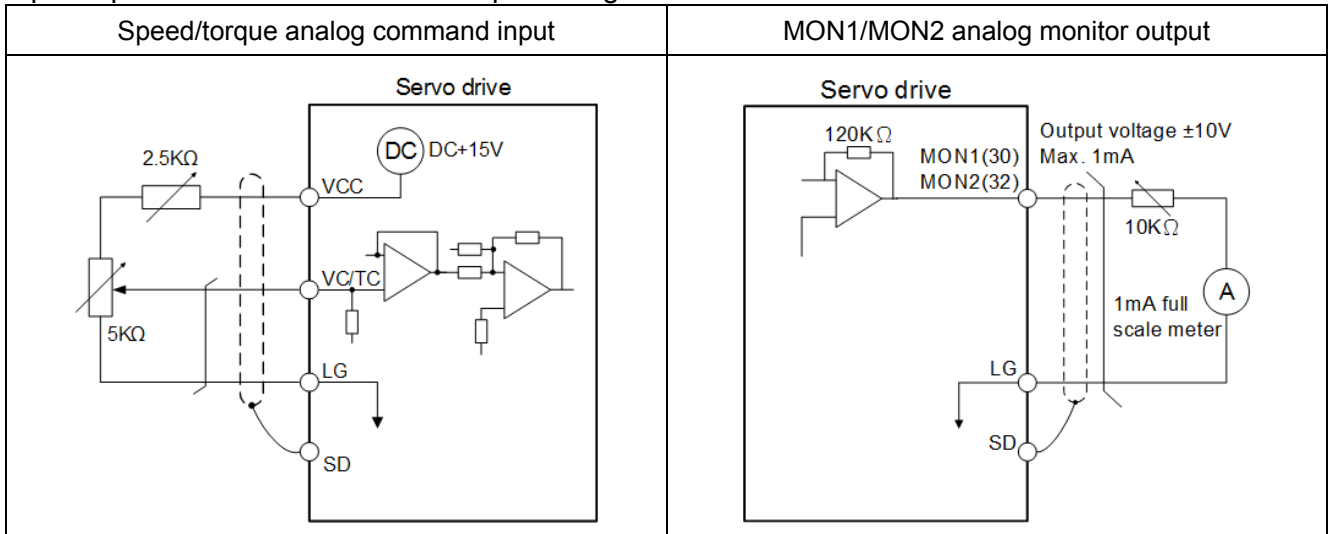 Speed/torque analog command input
MON1/MON2 analog monitor output
Servo drive
2.5KΩ
DC
DC+15V
VCC
VC/TC
5KΩ
LG
SD
Servo drive
120KΩ
MON1(30)
MON2(32)
Output voltage ±10V
Max. 1mA
10KΩ
A
1mA full
scale meter
LG
SD